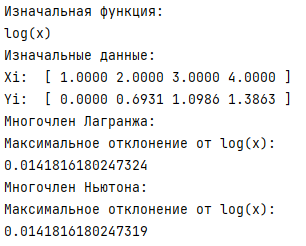 Изначальная функция:
log(x)
Изначальные данные:
Xi:  [ 1.0000 2.0000 3.0000 4.0000 ]
Yi:  [ 0.0000 0.6931 1.0986 1.3863 ]
Многочлен Лагранжа:
Максимальное отклонение от log(x):
0.0141816180247324
Многочлен Ньютона:
Максимальное отклонение от log(x):
0.0141816180247319